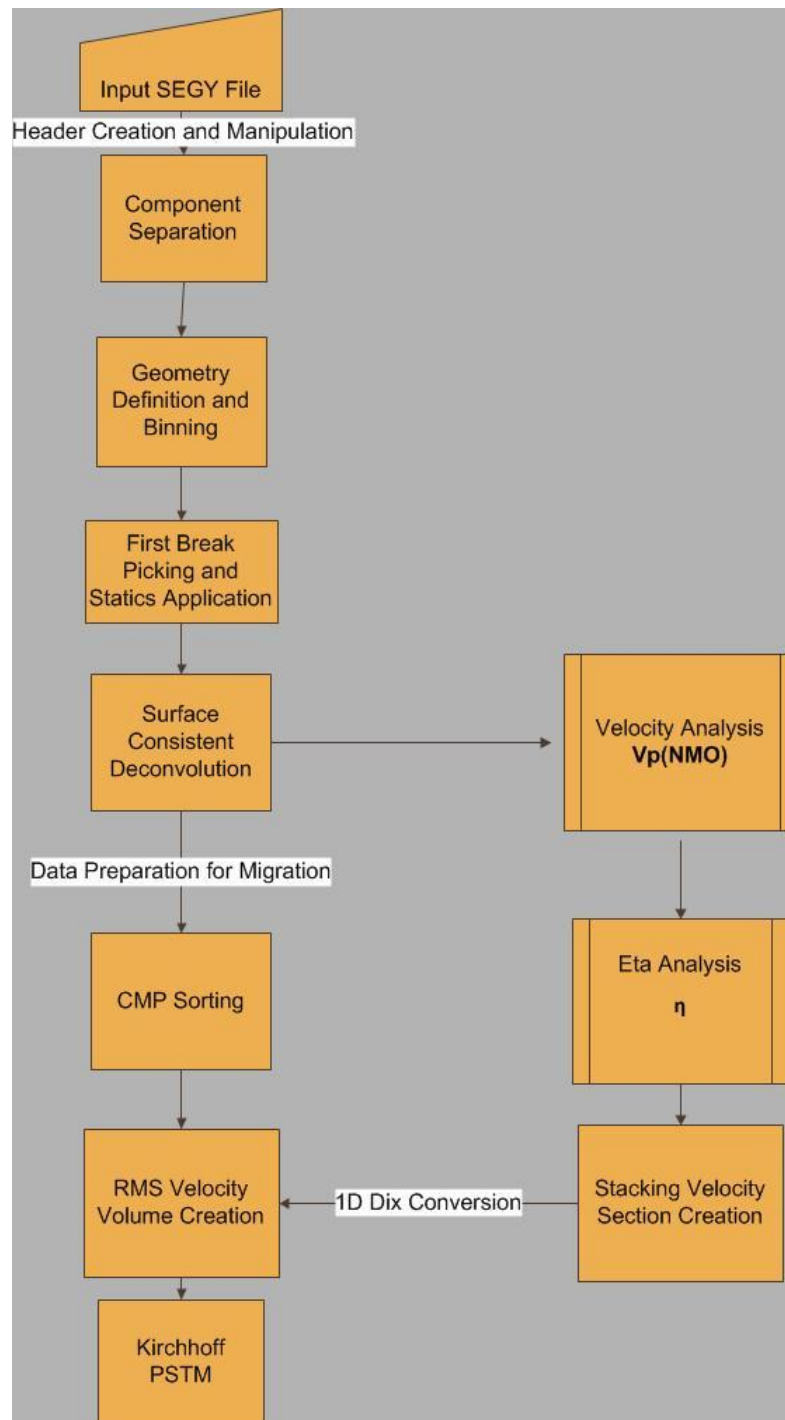 Input SEGY File
Header Creation and Manipulation
Component
Separation
Geometry
Definition and
Binning
First Break
Picking and
Statics Application
Surface
Consistent
Deconvolution
Velocity Analysis
Vp(NMO)
Data Preparation for Migration
Eta Analysis
η
CMP Sorting
RMS Velocity
Volume Creation
1D Dix Conversion
Stacking Velocity
Section Creation
Kirchhoff
PSTM